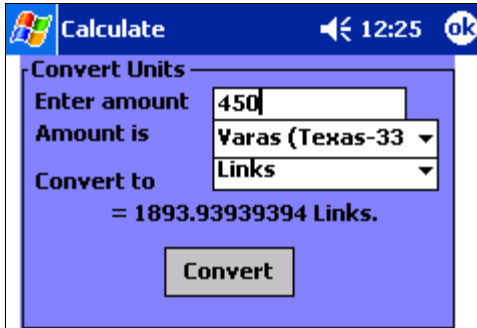 Calculate 12:25 ok
Convert Units
Enter amount 450
Amount is Varas (Texas-33
Convert to Links
= 1893.93939394 Links.
Convert